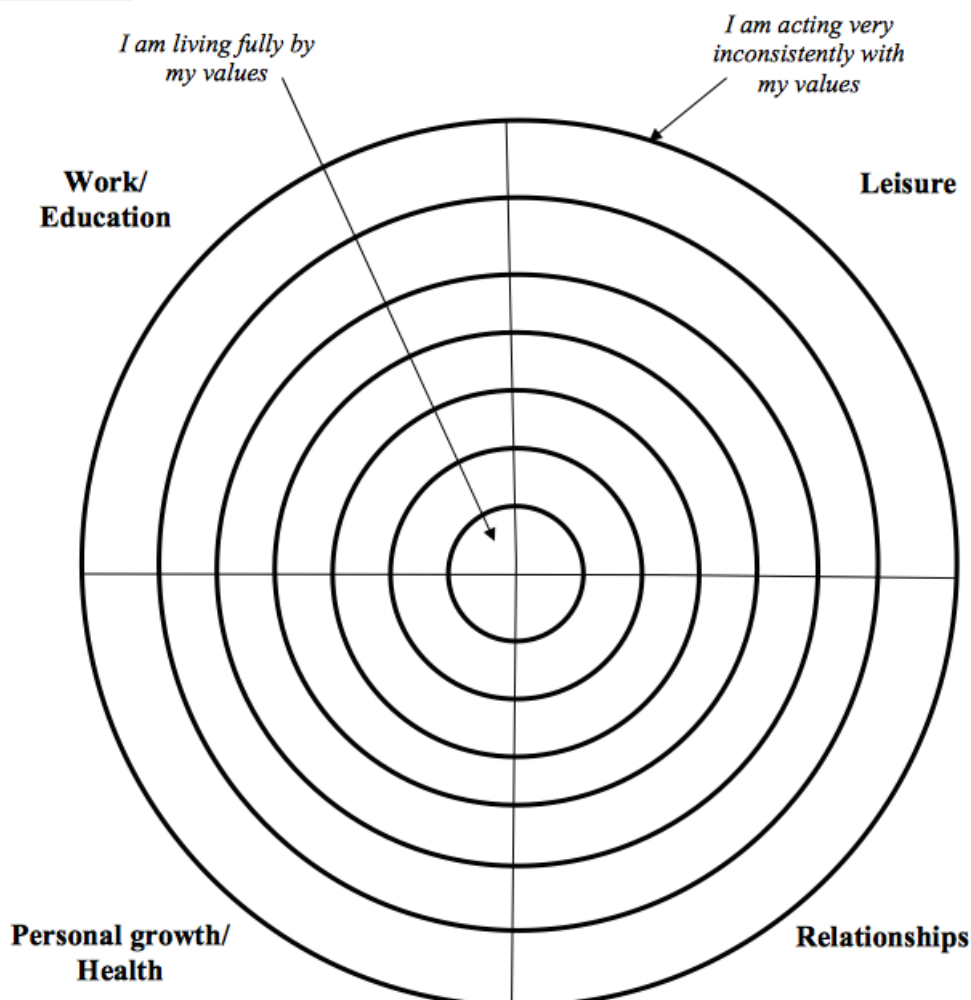 I am living fully by
my values
I am acting very
inconsistently with
my values
Work/
Education
Leisure
Personal growth/
Health
Relationships